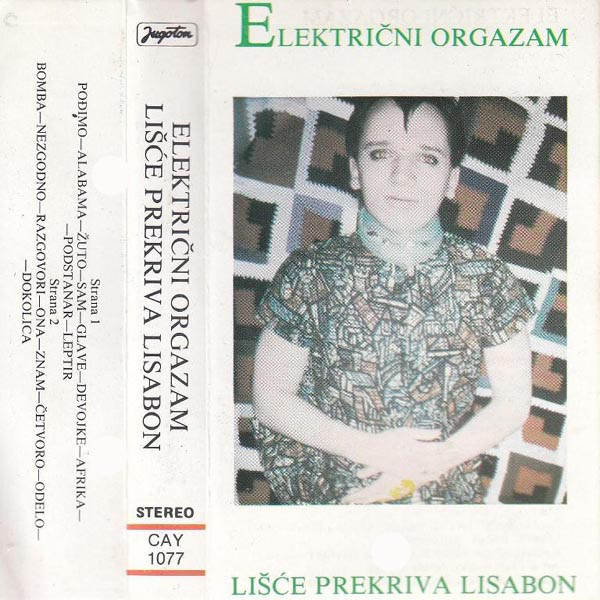 Jugoton
ELEKTRIČNI ORGAZAM
LIŠĆE PREKRIVA LISABON
Strana 1
POĐIMO—ALABAMA—ŽUTO—SAM—GLAVE—DEVOJKE—AFRIKA—
—PODSTANAR—LEPTIR
Strana 2
BOMBA—NEZGODNO—RAZGOVORI—ONA—ZNAM—ČETVORO—ODELO—
—DOKOLICA
STEREO
CAY
1077
ELEKTRIČNI ORGAZAM
LIŠĆE PREKRIVA LISABON